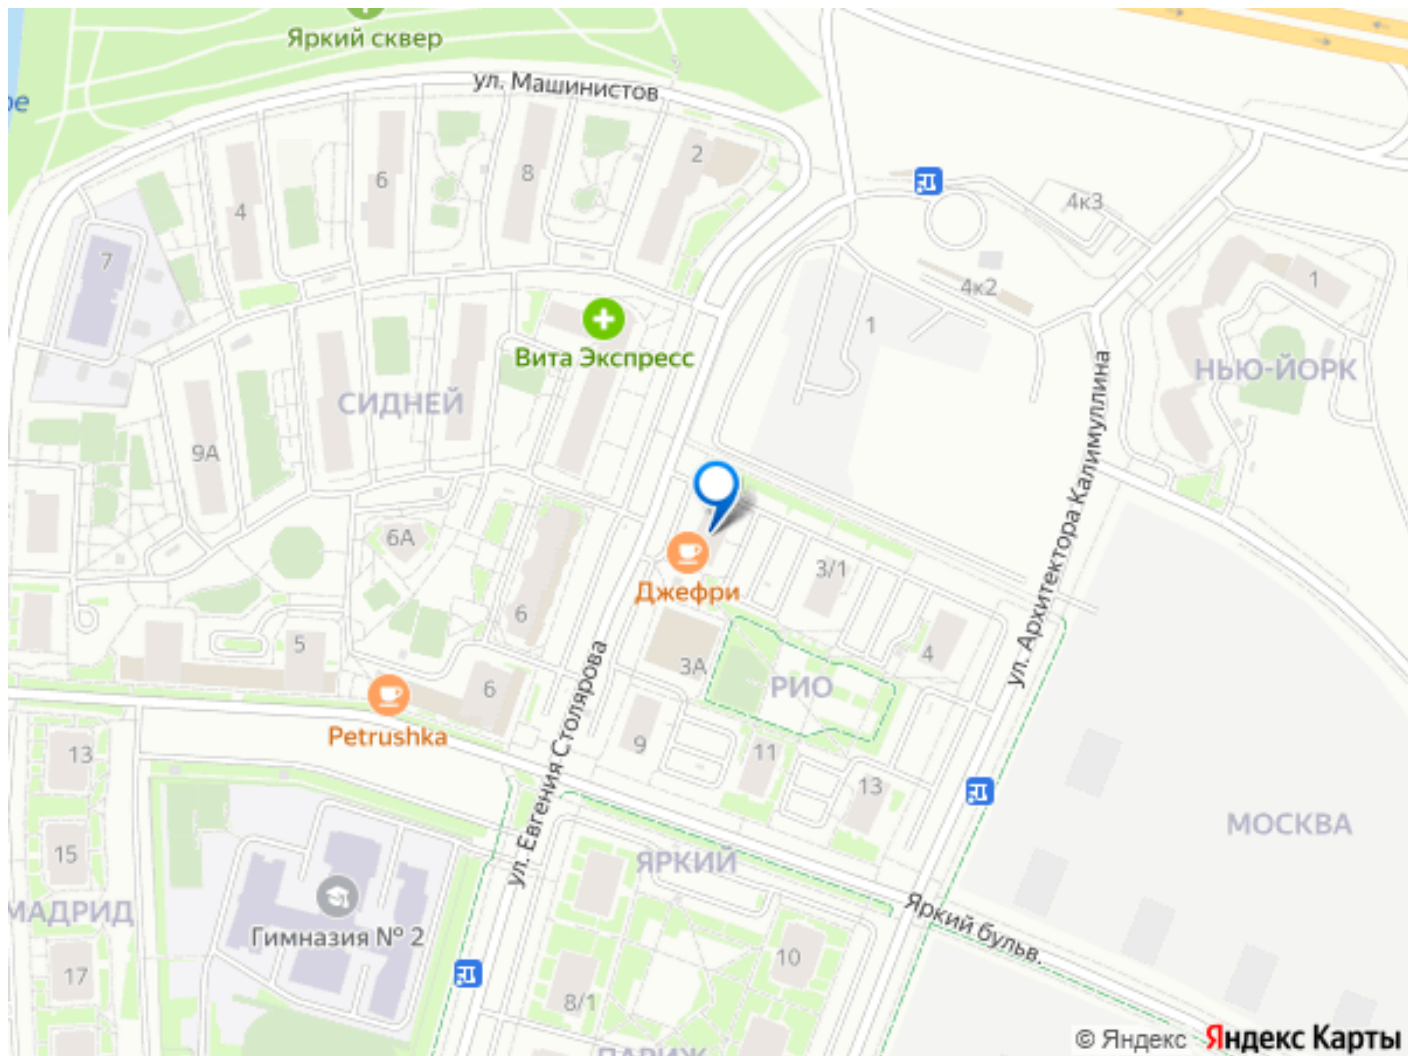 Яркий сквер
ул. Машинистов
2
6
8
4
4к3
7
4к2
1
1
Вита Экспресс
НЬЮ-ЙОРК
СИДНЕЙ
ул. Архитектора Калимуллина
9А
6А
Джефри
3/1
6
5
4
3А
РИО
6
ул. Евгения Столярова
Petrushka
9
11
13
13
МОСКВА
15
ЯРКИЙ
МАДРИД
Яркий бульв.
Гимназия № 2
10
17
8/1
© Яндекс Яндекс Карты